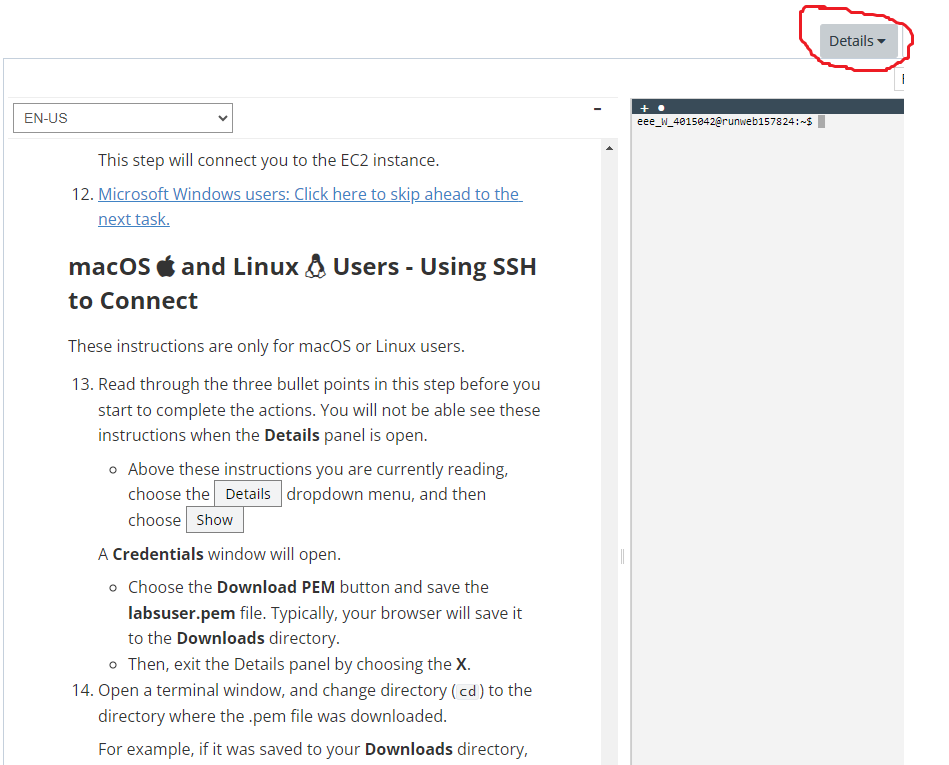 Details
EN-US
eee_W_4015042@runweb157824:~$
This step will connect you to the EC2 instance.
12. Microsoft Windows users: Click here to skip ahead to the
next task.
macOS and Linux Users - Using SSH
to Connect
These instructions are only for macOS or Linux users.
13. Read through the three bullet points in this step before you
start to complete the actions. You will not be able see these
instructions when the Details panel is open.
Above these instructions you are currently reading,
choose the Details dropdown menu, and then
choose Show
A Credentials window will open.
Choose the Download PEM button and save the
labsuser.pem file. Typically, your browser will save it
to the Downloads directory.
Then, exit the Details panel by choosing the X.
14. Open a terminal window, and change directory (cd) to the
directory where the .pem file was downloaded.
For example, if it was saved to your Downloads directory,